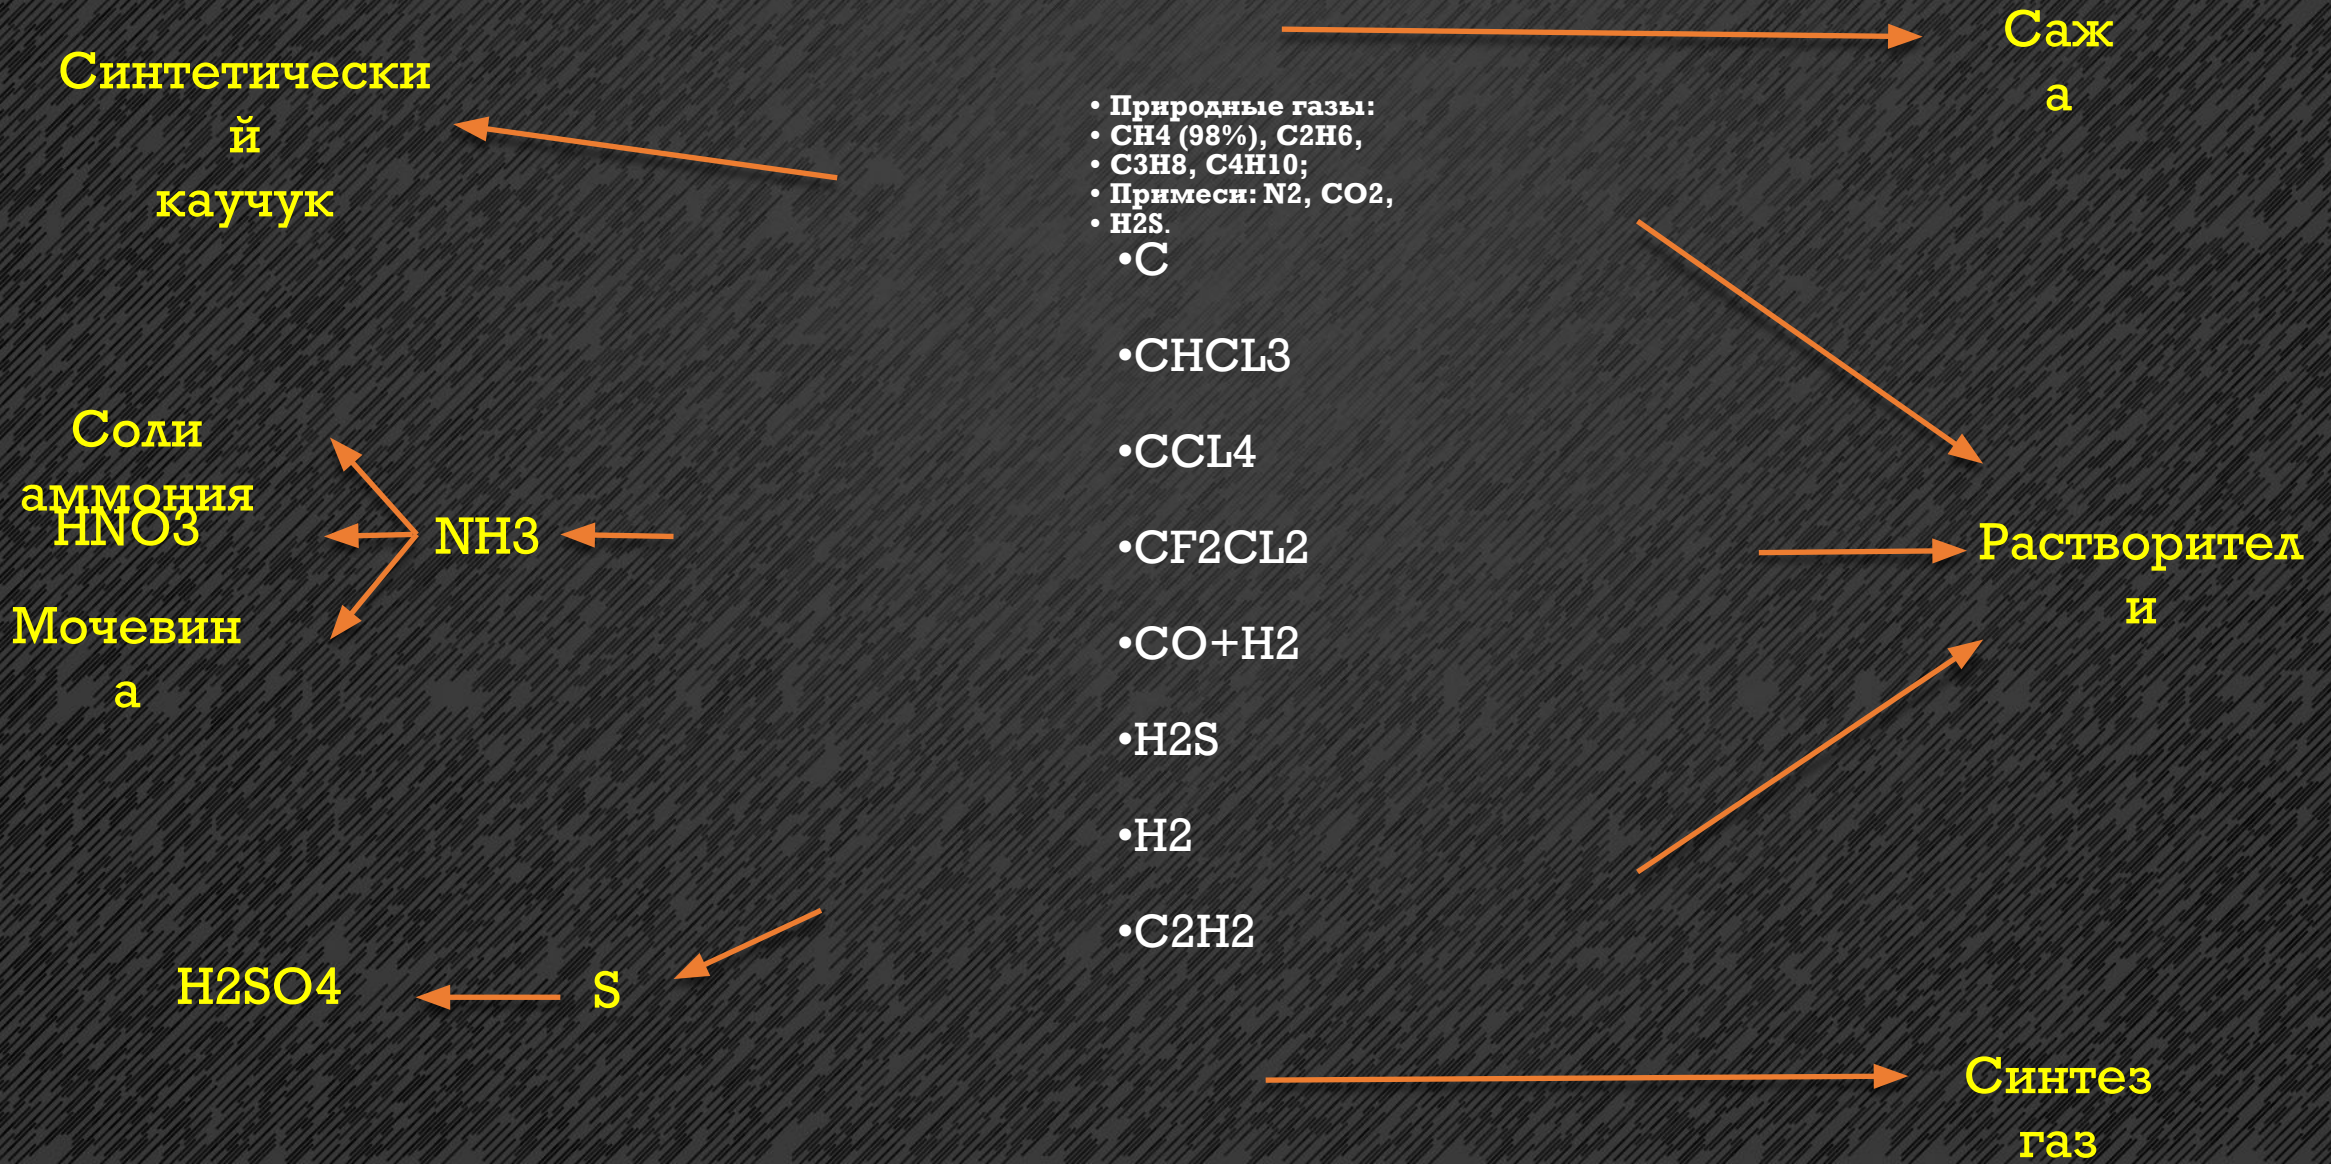 Синтетически
й
каучук
Саж
а
• Природные газы:
• CH4 (98%), C2H6,
• C3H8, C4H10;
• Примеси: N2, CO2,
• H2S.
•C
•CHCL3
•CCL4
•CF2CL2
•CO+H2
•H2S
•H2
•C2H2
Соли
аммония
HNO3
NH3
Мочевин
а
Растворител
и
H2SO4
S
Синтез
газ